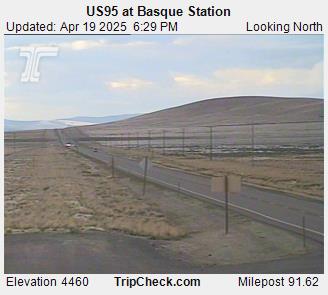 US95 at Basque Station
Updated: Apr 19 2025 6:29 PM Looking North
Elevation 4460 TripCheck.com Milepost 91.62